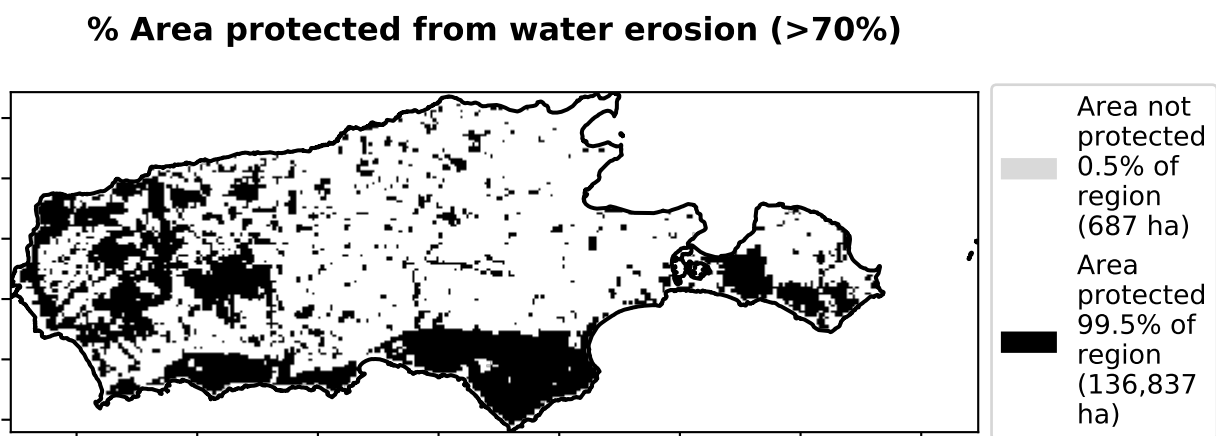 % Area protected from water erosion (>70%)
Area not
protected
0.5% of
region
(687 ha)
Area
protected
99.5% of
region
(136,837
ha)